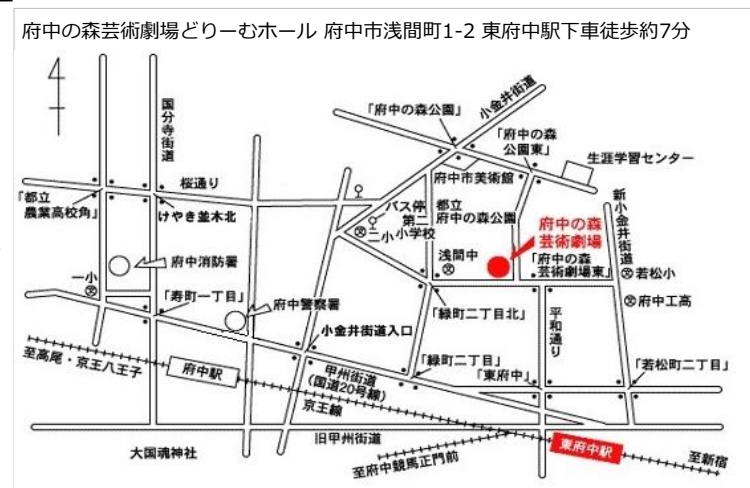 府中の森芸術劇場どりーむホール 府中市浅間町1-2 東府中駅下車徒歩約7分
小金井街道
「府中の森公園」
国分寺街道
「府中の森
公園東」
生涯学習センター
桜通り
府中市美術館
「都立
農業高校角」
けやき並木北
バス停
第二
小学校
二小
都立
府中の森公園
新小金井街道
府中の森
芸術劇場
浅間中
「府中の森
芸術劇場東」
若松小
府中消防署
一小
「寿町一丁目」
府中警察署
府中工高
「緑町二丁目北」
平和通り
小金井街道入口
「緑町二丁目」
「東府中」
「若松町二丁目」
至高尾・京王八王子
府中駅
甲州街道
(国道20号線)
京王線
旧甲州街道
大国魂神社
至府中競馬正門前
東府中駅
至新宿